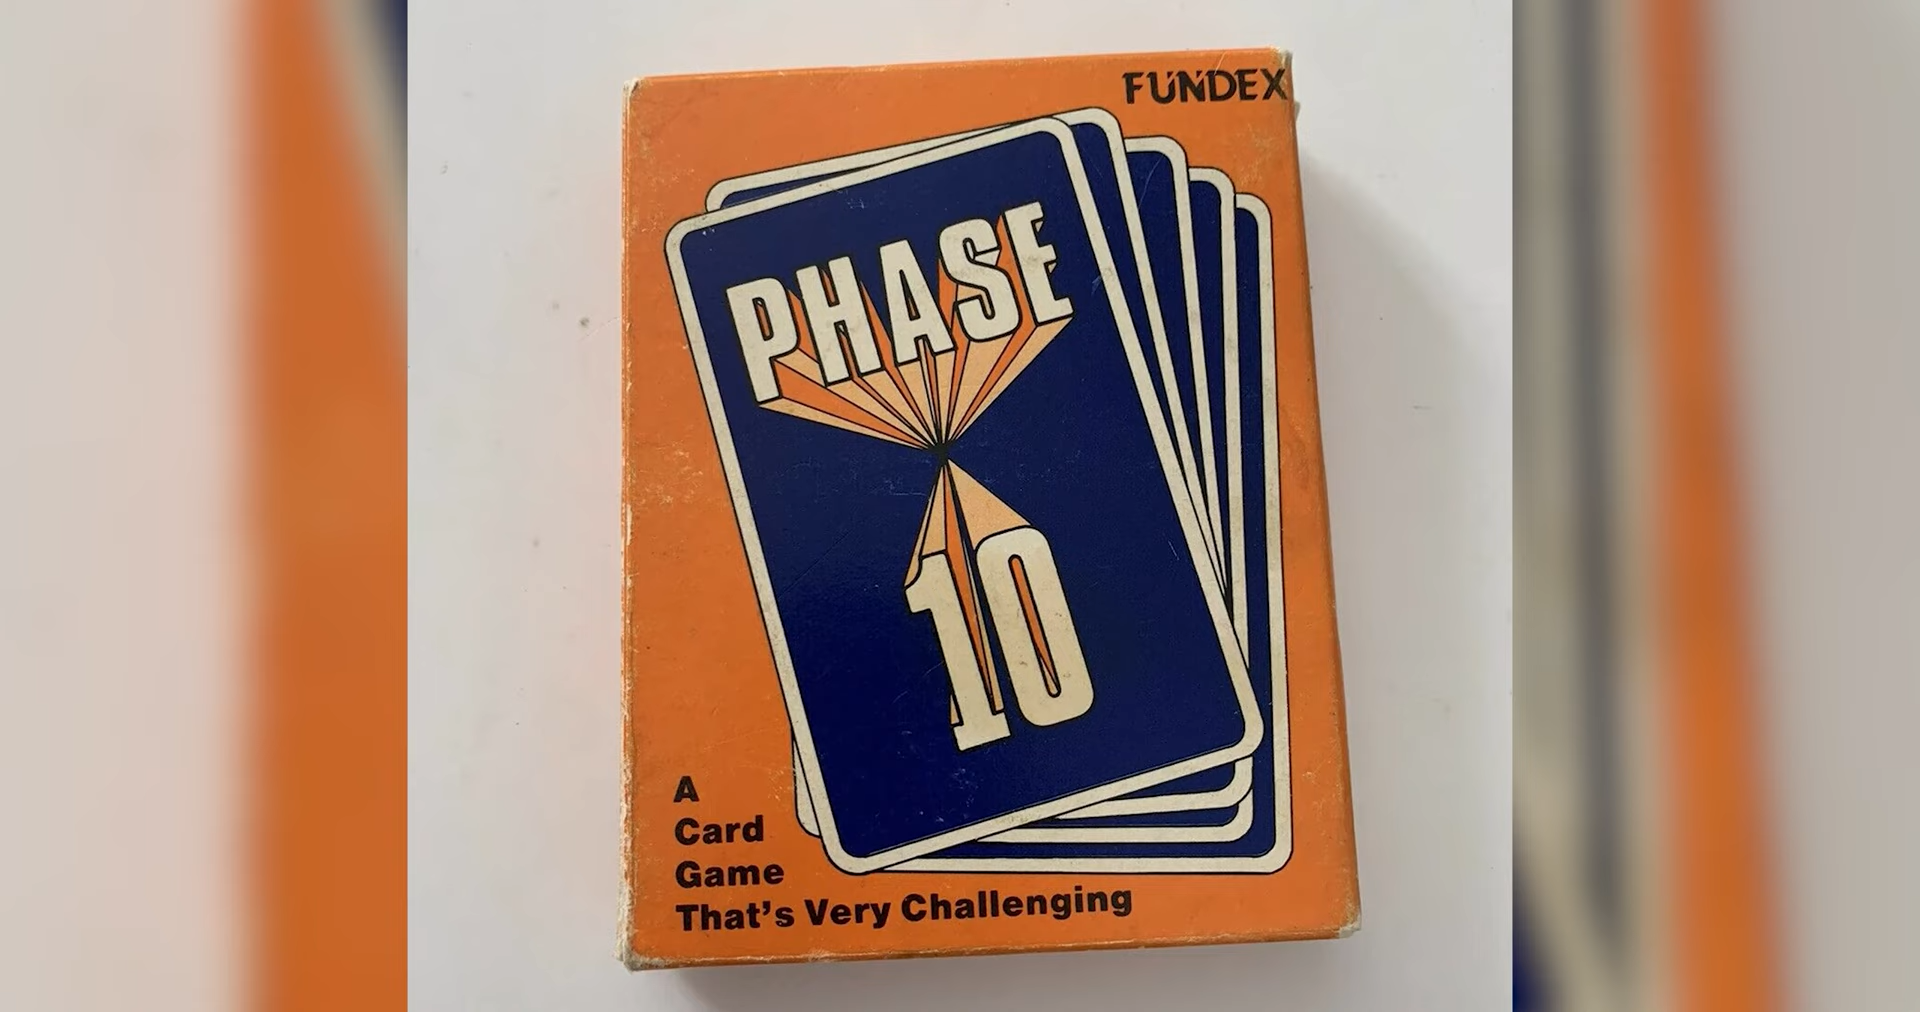 FUNDEX
PHASE
10
A
Card
Game
That's Very Challenging